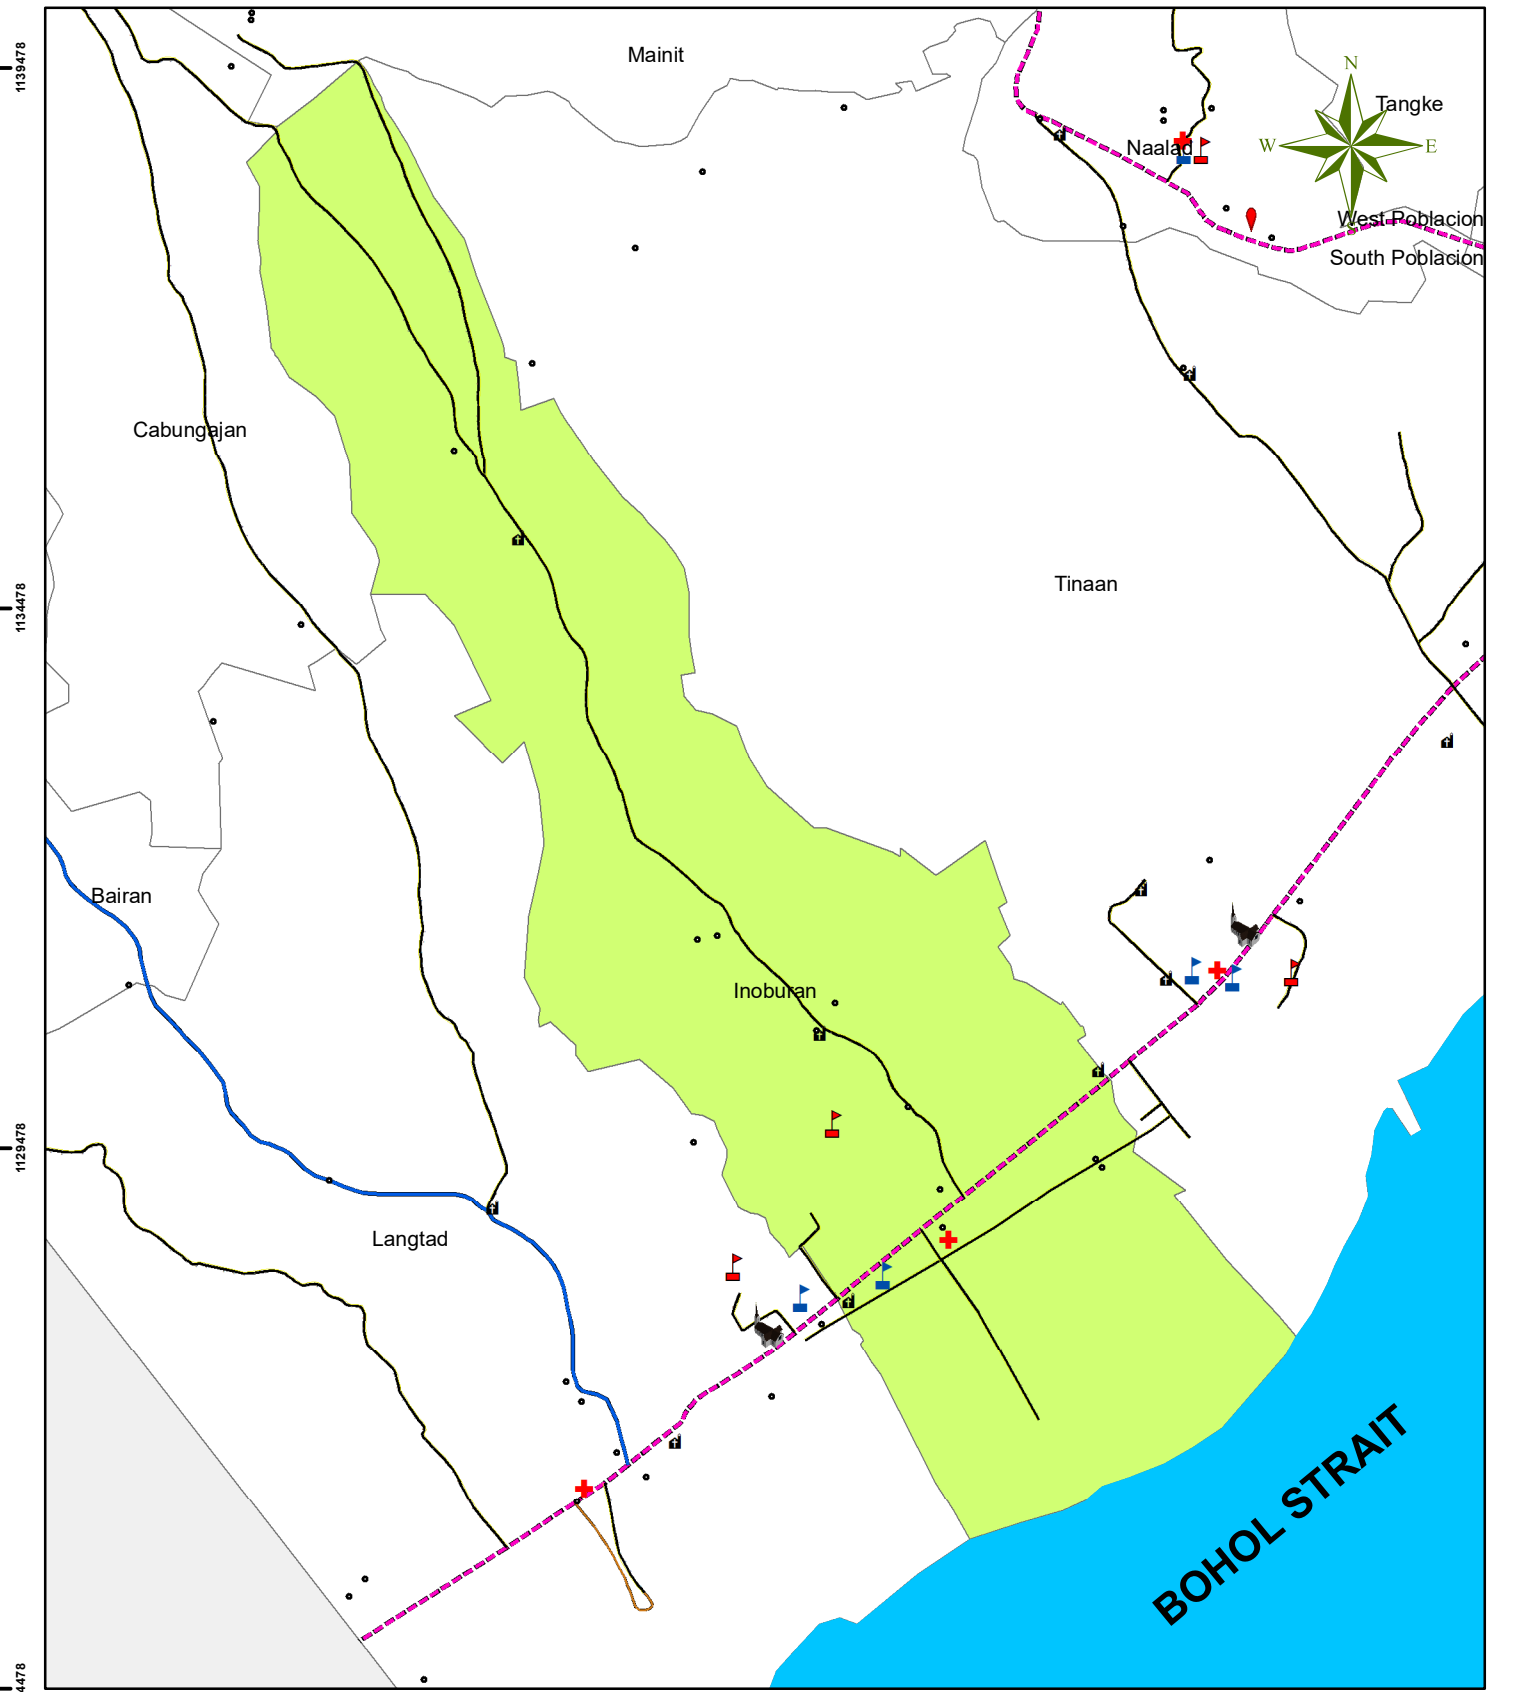 Mainit
1139478
N
Tangke
Naalad
W
E
West Poblacion
S
South Poblacion
Cabungajan
Tinaan
1134478
Bairan
Inoburan
1129478
Langtad
BOHOL STRAIT
4478